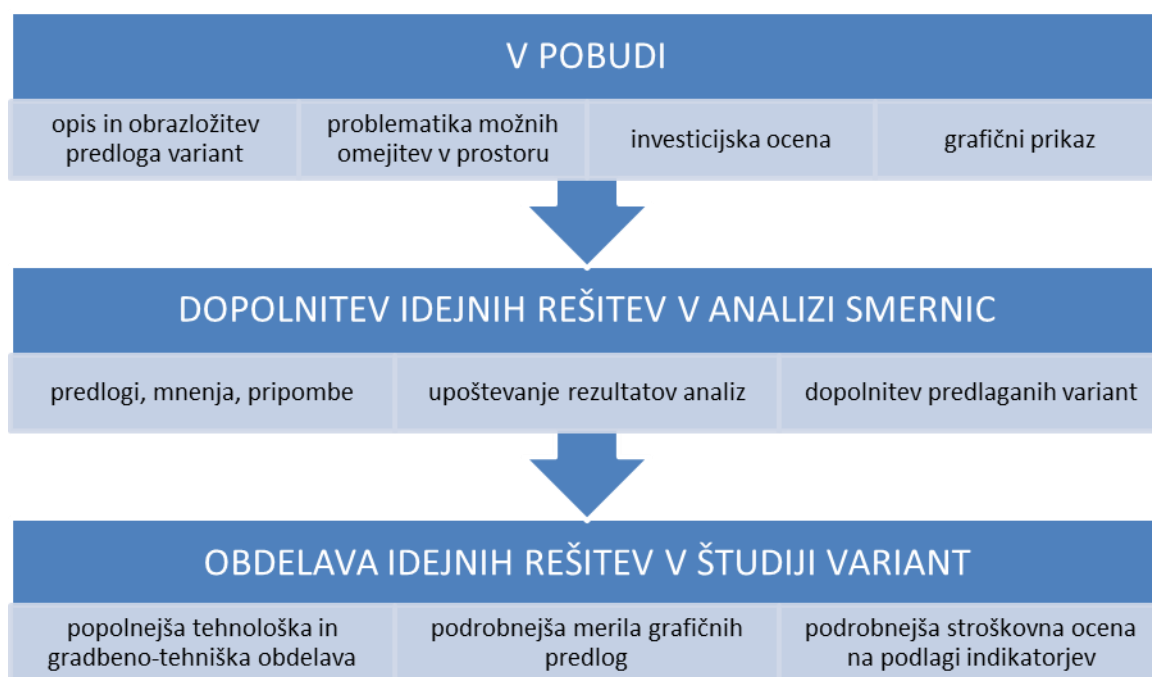 V POBUDI
opis in obrazložitev
predloga variant
problematika možnih
omejitev v prostoru
investicijska ocena
grafični prikaz
DOPOLNITEV IDEJNIH REŠITEV V ANALIZI SMERNIC
predlogi, mnenja, pripombe
upoštevanje rezultatov analiz
dopolnitev predlaganih variant
OBDELAVA IDEJNIH REŠITEV V ŠTUDIJI VARIANT
popolnejša tehnološka in
gradbeno-tehniška obdelava
podrobnejša merila grafičnih
predlog
podrobnejša stroškovna ocena
na podlagi indikatorjev